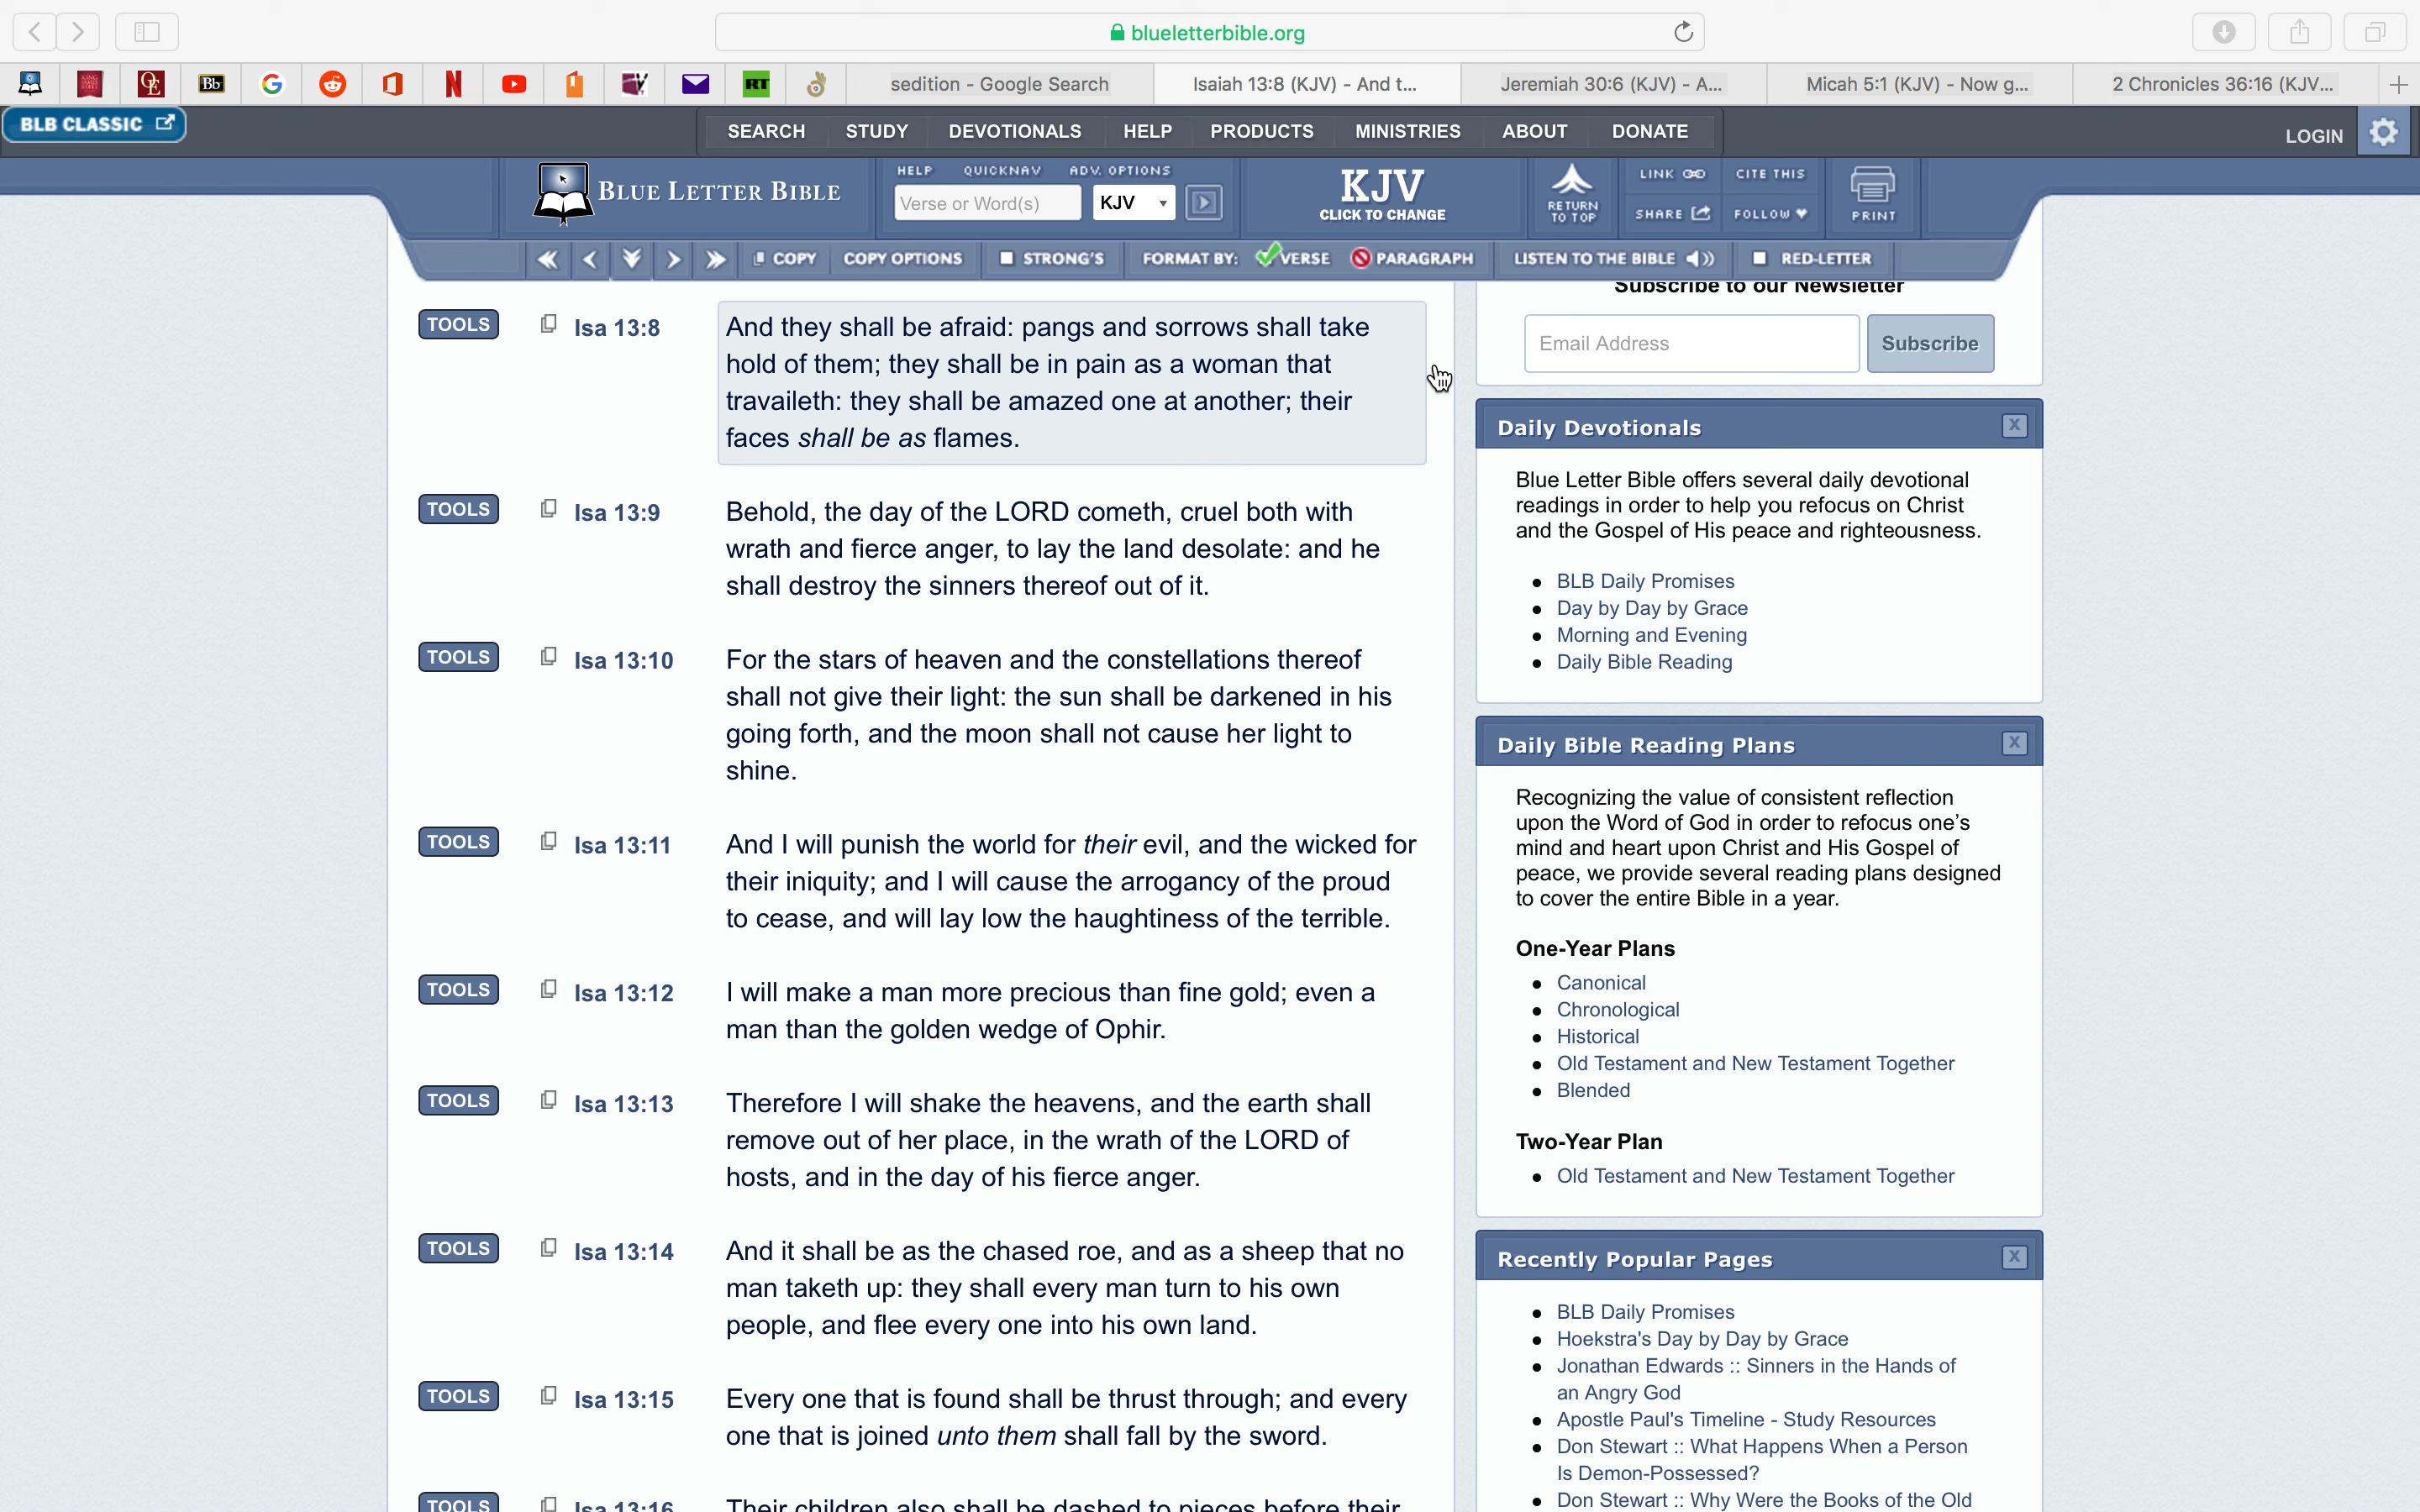 blueletterbible.org
Bb
RT
sedition - Google Search
Isaiah 13:8 (KJV) - And t...
Jeremiah 30:6 (KJV) - A...
Micah 5:1 (KJV) - Now g...
2 Chronicles 36:16 (KJV...
BLB CLASSIC
SEARCH
STUDY
DEVOTIONALS
HELP
PRODUCTS
MINISTRIES
ABOUT
DONATE
LOGIN
BLUE LETTER BIBLE
HELP
QUICKNAV
ADV. OPTIONS
Verse or Word(s)
KJV
KJV
CLICK TO CHANGE
RETURN
TO TOP
LINK
CITE THIS
SHARE
FOLLOW
PRINT
COPY
COPY OPTIONS
STRONG'S
FORMAT BY:
VERSE
PARAGRAPH
LISTEN TO THE BIBLE
RED-LETTER
TOOLS
Isa 13:8
And they shall be afraid: pangs and sorrows shall take
hold of them; they shall be in pain as a woman that
travaileth: they shall be amazed one at another; their
faces shall be as flames.
TOOLS
Isa 13:9
Behold, the day of the LORD cometh, cruel both with
wrath and fierce anger, to lay the land desolate: and he
shall destroy the sinners thereof out of it.
TOOLS
Isa 13:10
For the stars of heaven and the constellations thereof
shall not give their light: the sun shall be darkened in his
going forth, and the moon shall not cause her light to
shine.
TOOLS
Isa 13:11
And I will punish the world for their evil, and the wicked for
their iniquity; and I will cause the arrogancy of the proud
to cease, and will lay low the haughtiness of the terrible.
TOOLS
Isa 13:12
I will make a man more precious than fine gold; even a
man than the golden wedge of Ophir.
TOOLS
Isa 13:13
Therefore I will shake the heavens, and the earth shall
remove out of her place, in the wrath of the LORD of
hosts, and in the day of his fierce anger.
TOOLS
Isa 13:14
And it shall be as the chased roe, and as a sheep that no
man taketh up: they shall every man turn to his own
people, and flee every one into his own land.
TOOLS
Isa 13:15
Every one that is found shall be thrust through; and every
one that is joined unto them shall fall by the sword.
TOOLS
Isa 13:16
Their children also shall be dashed to pieces before their
Subscribe to our Newsletter
Email Address
Subscribe
Daily Devotionals
X
Blue Letter Bible offers several daily devotional
readings in order to help you refocus on Christ
and the Gospel of His peace and righteousness.
BLB Daily Promises
Day by Day by Grace
Morning and Evening
Daily Bible Reading
Daily Bible Reading Plans
X
Recognizing the value of consistent reflection
upon the Word of God in order to refocus one's
mind and heart upon Christ and His Gospel of
peace, we provide several reading plans designed
to cover the entire Bible in a year.
One-Year Plans
Canonical
Chronological
Historical
Old Testament and New Testament Together
Blended
Two-Year Plan
Old Testament and New Testament Together
Recently Popular Pages
X
BLB Daily Promises
Hoekstra's Day by Day by Grace
Jonathan Edwards :: Sinners in the Hands of
an Angry God
Apostle Paul's Timeline - Study Resources
Don Stewart :: What Happens When a Person
Is Demon-Possessed?
Don Stewart :: Why Were the Books of the Old